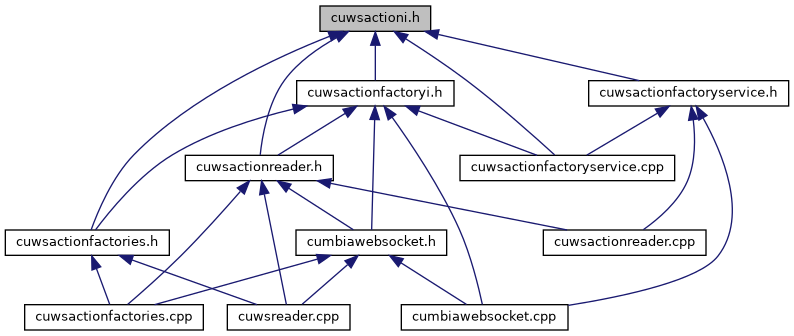 cuwsactioni.h
cuwsactionfactoryi.h
cuwsactionfactoryservice.h
cuwsactionreader.h
cuwsactionfactoryservice.cpp
cuwsactionfactories.h
cumbiawebsocket.h
cuwsactionreader.cpp
cuwsactionfactories.cpp
cuwsreader.cpp
cumbiawebsocket.cpp